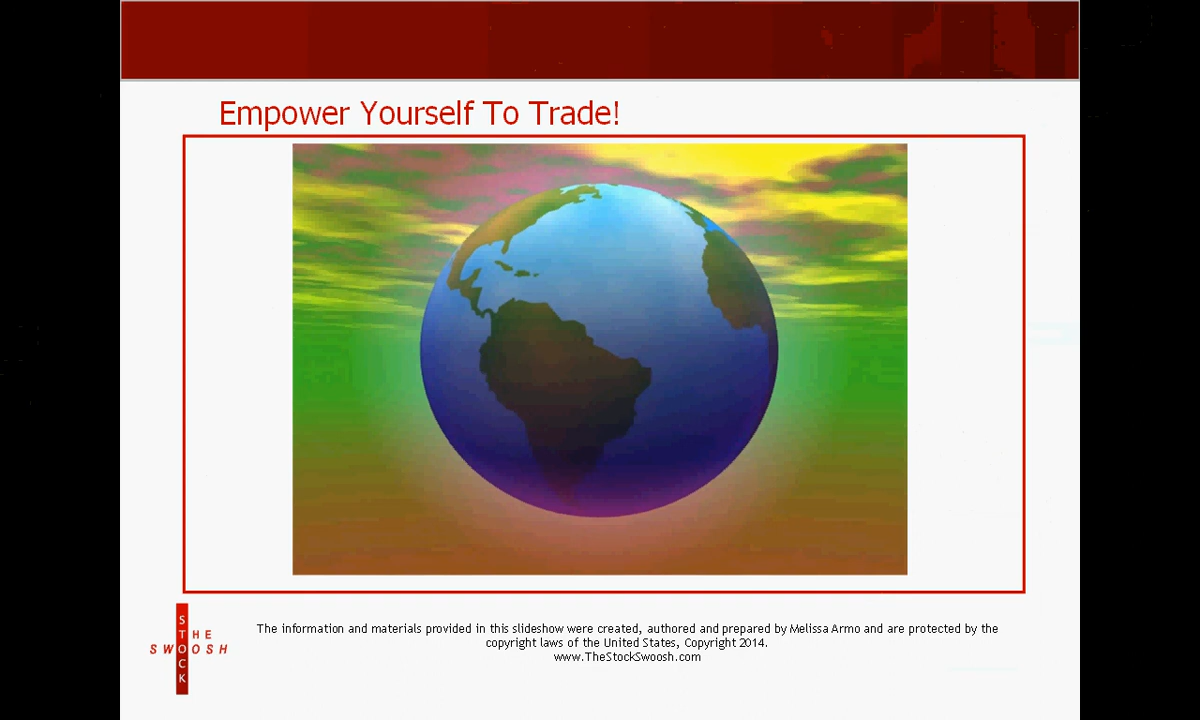 Empower Yourself To Trade!
THE
STOCK
SWOOSH
The information and materials provided in this slideshow were created, authored and prepared by Melissa Armo and are protected by the
copyright laws of the United States, Copyright 2014.
www.TheStockSwoosh.com